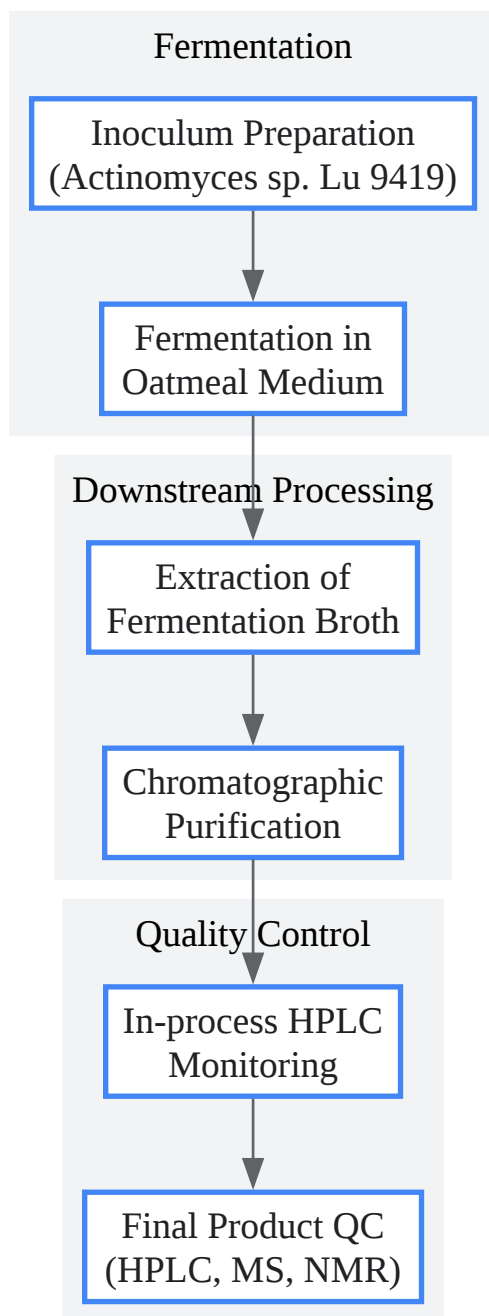 Fermentation
Inoculum Preparation
(Actinomyces sp. Lu 9419)
Fermentation in
Oatmeal Medium
Downstream Processing
Extraction of
Fermentation Broth
Chromatographic
Purification
Quality Control
In-process HPLC
Monitoring
Final Product QC
(HPLC, MS, NMR)